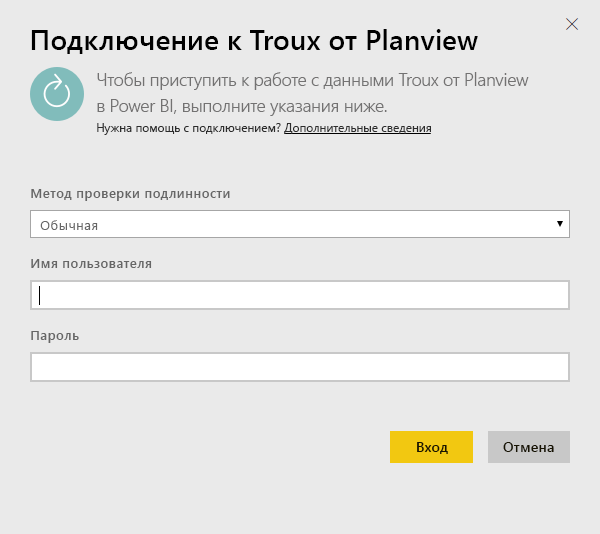 Подключение к Troux от Planview
Чтобы приступить к работе с данными Troux от Planview
в Power BI, выполните указания ниже.
Нужна помощь с подключением? Дополнительные сведения
Метод проверки подлинности
Обычная
Имя пользователя
Пароль
Вход Отмена